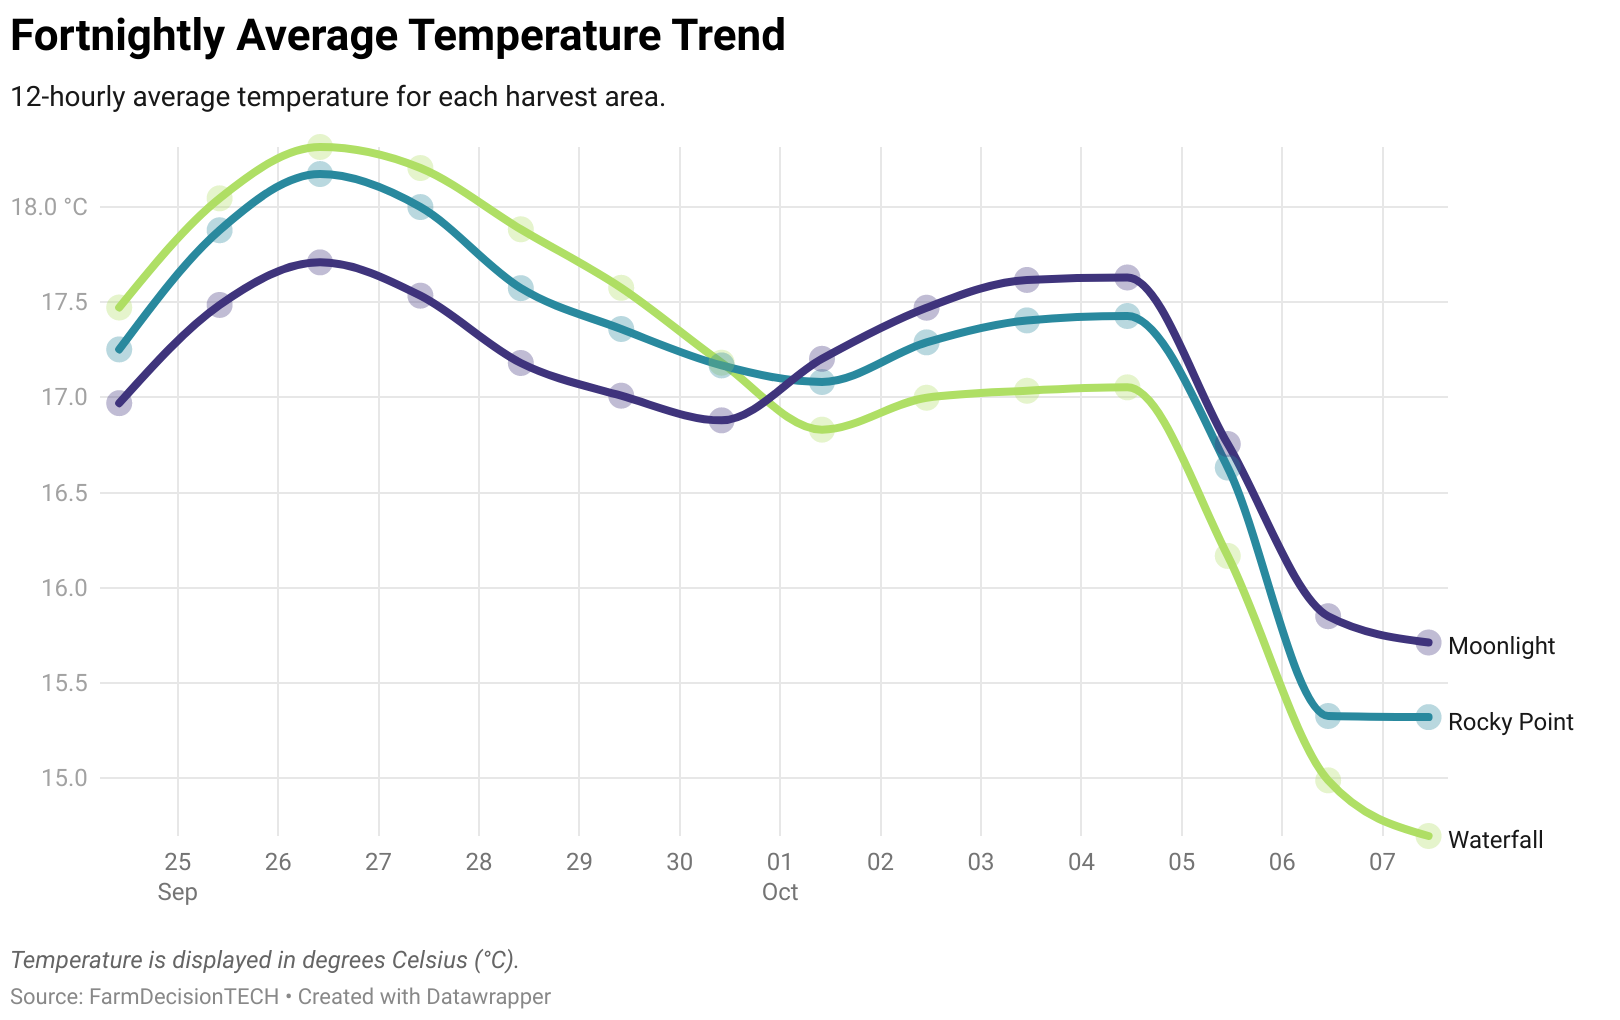 Fortnightly Average Temperature Trend
12-hourly average temperature for each harvest area.
18.0 °C
17.5
17.0
16.5
16.0
15.5
15.0
Moonlight
Rocky Point
Waterfall
25 26 27 28 29 30 01 02 03 04 05 06 07
Sep Oct
Temperature is displayed in degrees Celsius (°C).
Source: FarmDecisionTECH • Created with Datawrapper